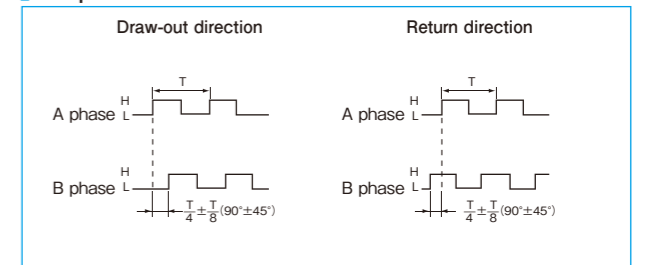 Draw-out direction
Return direction
T
A phase H L
T
A phase H L
B phase H L
T/4±T/8(90°±45°)
B phase H L
T/4±T/8(90°±45°)